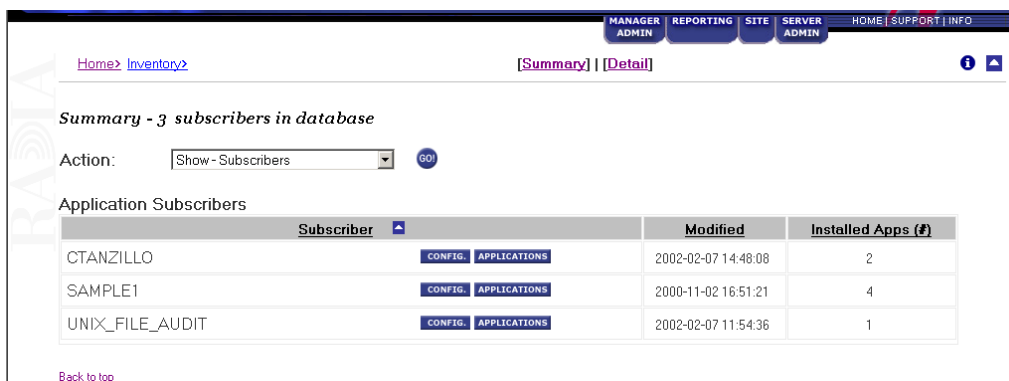 MANAGER ADMIN REPORTING SITE SERVER ADMIN HOME | SUPPORT | INFO
Home> Inventory> [Summary] | [Detail]
RADIA
Summary - 3 subscribers in database
Action: Show - Subscribers GO!
Application Subscribers
Subscriber Modified Installed Apps (#)
CTANZILLO CONFIG. APPLICATIONS 2002-02-07 14:48:08 2
SAMPLE1 CONFIG. APPLICATIONS 2000-11-02 16:51:21 4
UNIX_FILE_AUDIT CONFIG. APPLICATIONS 2002-02-07 11:54:36 1
Back to top